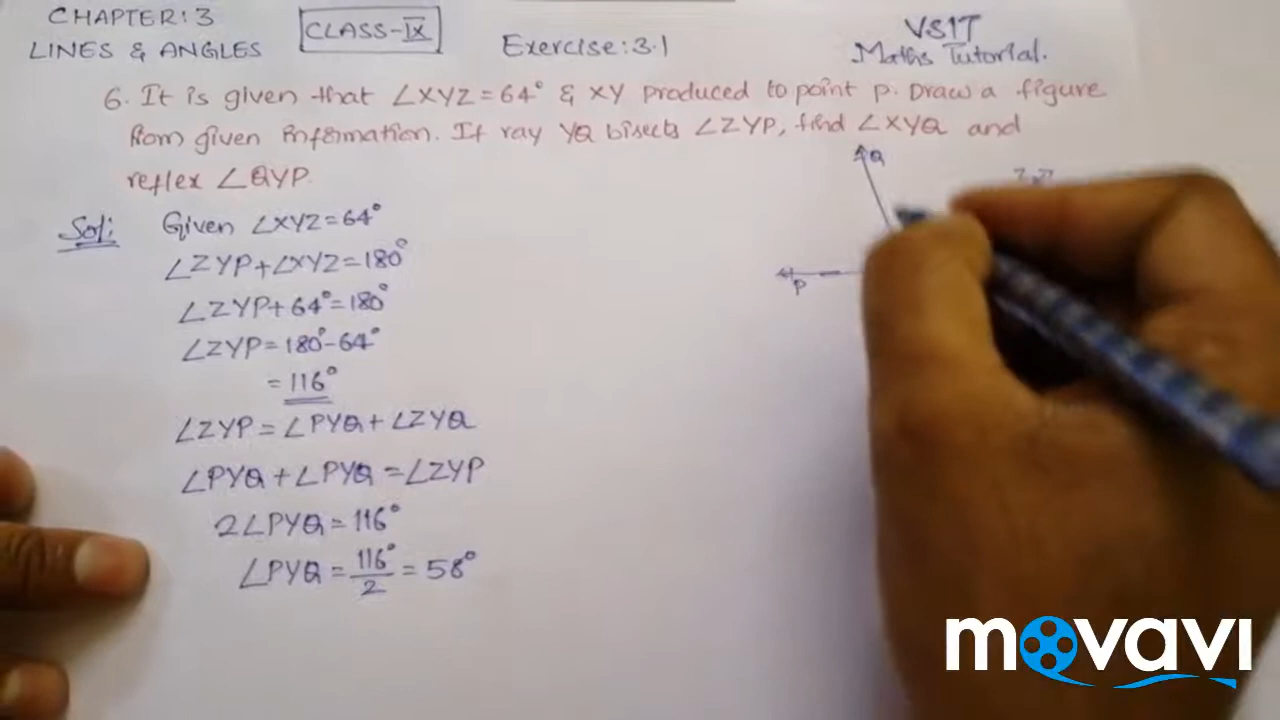 CHAPTER: 3
LINES & ANGLES
CLASS-IX
Exercise: 3.1
VSIT
Maths Tutorial.
6. It is given that ∠XYZ = 64° & XY produced to point P. Draw a figure
from given information. If ray YQ bisects ∠ZYP, find ∠XYQ and
reflex ∠QYP.
Sol:
Given ∠XYZ = 64°
∠ZYP + ∠XYZ = 180°
∠ZYP + 64° = 180°
∠ZYP = 180° - 64°
= 116°
∠ZYP = ∠PYQ + ∠ZYQ
∠PYQ + ∠PYQ = ∠ZYP
2∠PYQ = 116°
∠PYQ = 116°/2 = 58°
Q
Z
P
movavi